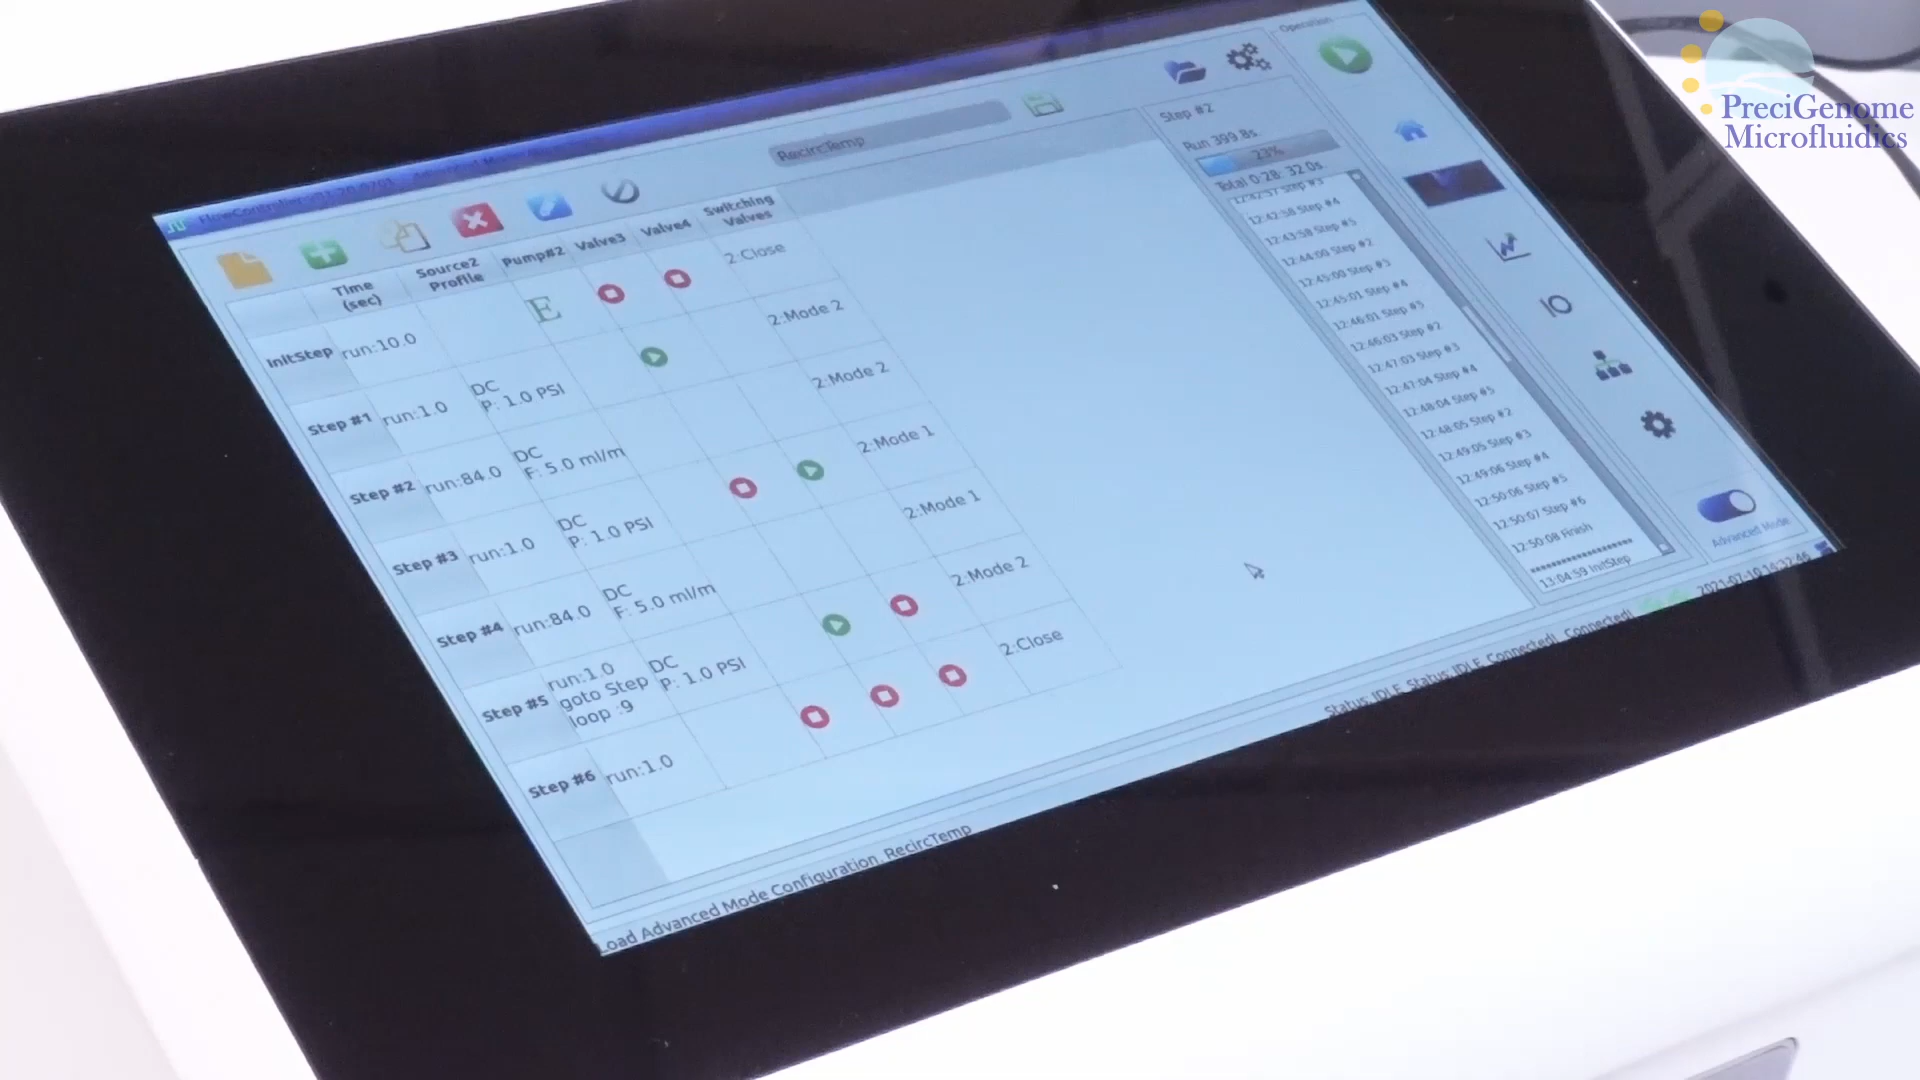 PreciGenome
Microfluidics
Operation
RecircTemp
Time
(sec)
Source2
Profile
Pump#2
Valve3
Valve4
Switching
Valves
InitStep
run:10.0
E
2:Close
Step #1
run:1.0
DC
P: 1.0 PSI
2:Mode 2
Step #2
run:84.0
DC
F: 5.0 ml/m
2:Mode 2
Step #3
run:1.0
DC
P: 1.0 PSI
2:Mode 1
Step #4
run:84.0
DC
F: 5.0 ml/m
2:Mode 1
Step #5
run:1.0
goto Step
loop :9
DC
P: 1.0 PSI
2:Mode 2
Step #6
run:1.0
2:Close
Step #2
Run 399.8s.
23%
Total 0:28: 32.0s.
12:42:57 Step #3
12:42:58 Step #4
12:43:58 Step #5
12:44:00 Step #2
12:45:00 Step #3
12:45:01 Step #4
12:46:01 Step #5
12:46:03 Step #2
12:47:03 Step #3
12:47:04 Step #4
12:48:04 Step #5
12:48:05 Step #2
12:49:05 Step #3
12:49:06 Step #4
12:50:06 Step #5
12:50:07 Step #6
12:50:08 Finish
********************
13:04:59 InitStep
IO
Advanced Mode
Load Advanced Mode Configuration, RecircTemp
Status: IDLE Status: IDLE Connected! Connected!